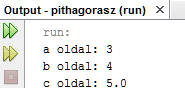 Output - pithagorasz (run)
run:
a oldal: 3
b oldal: 4
c oldal: 5.0